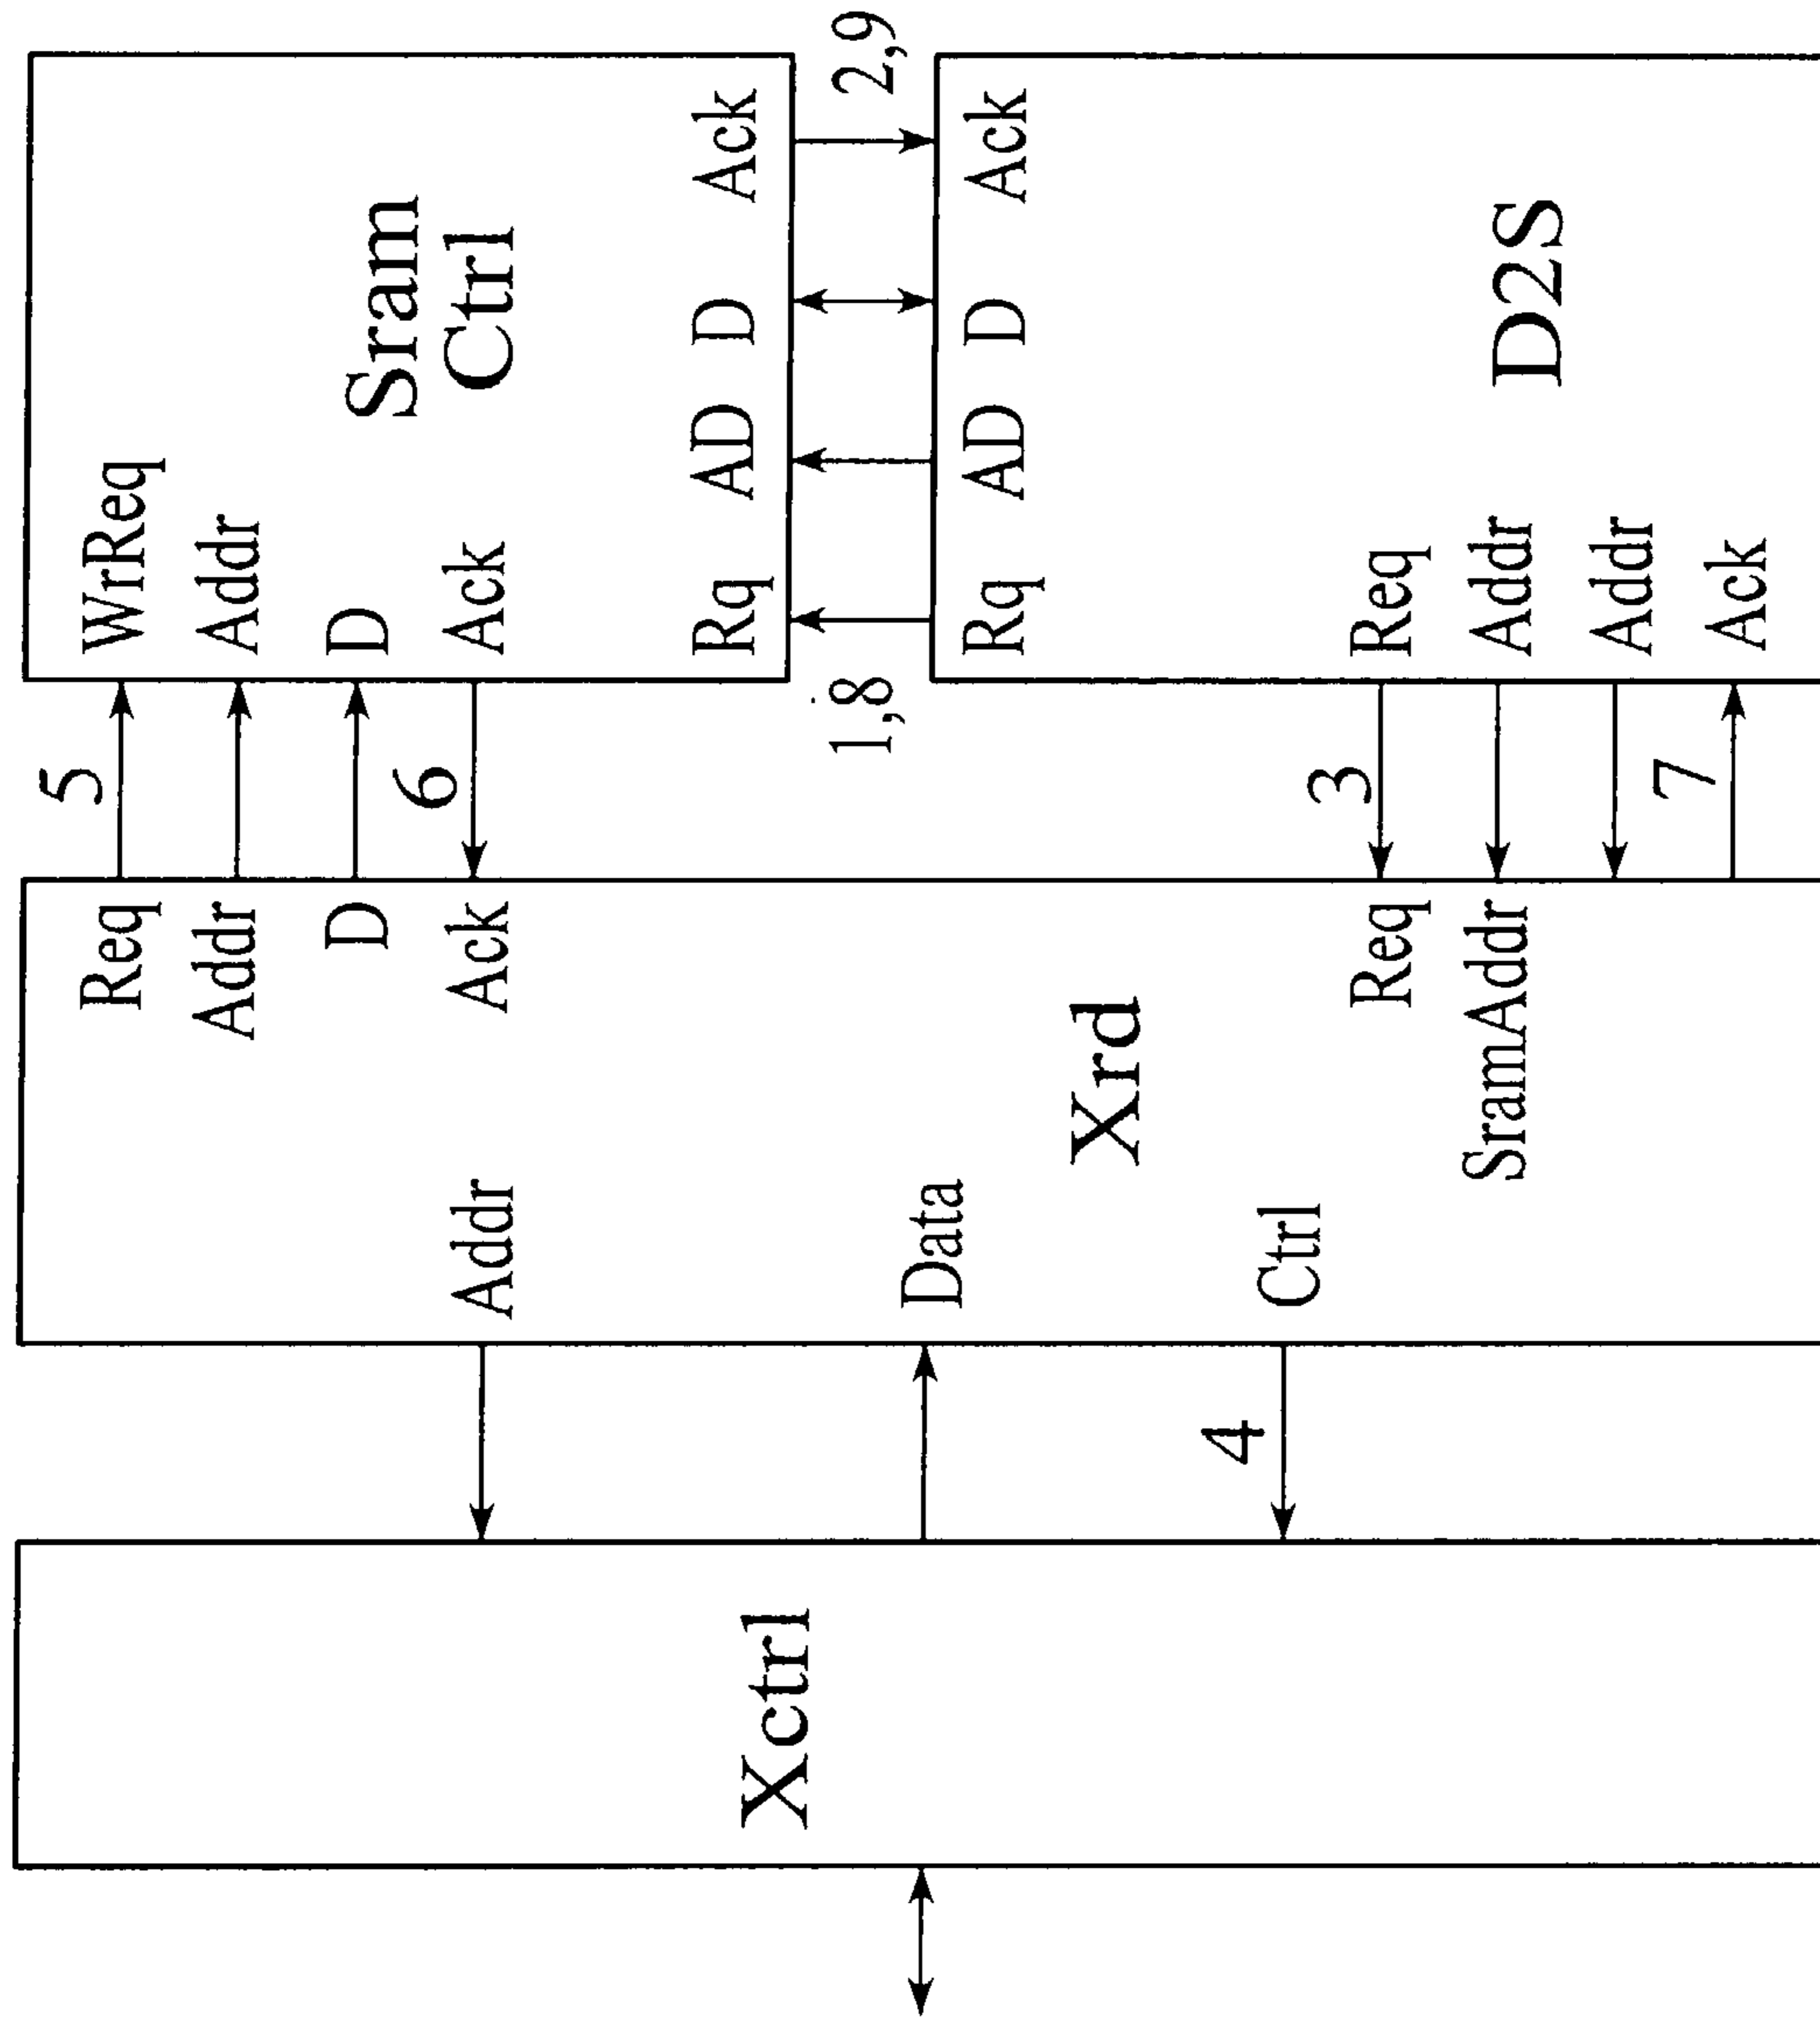 Xctrl
4
Addr
Data
Ctrl
Xrd
Req
Addr
D
Ack
Req
SramAddr
5
6
3
7
WrReq
Addr
D
Ack
Sram
Ctrl
Rq AD D Ack
1,8
2,9
Rq AD D Ack
Req
Addr
Addr
Ack
D2S